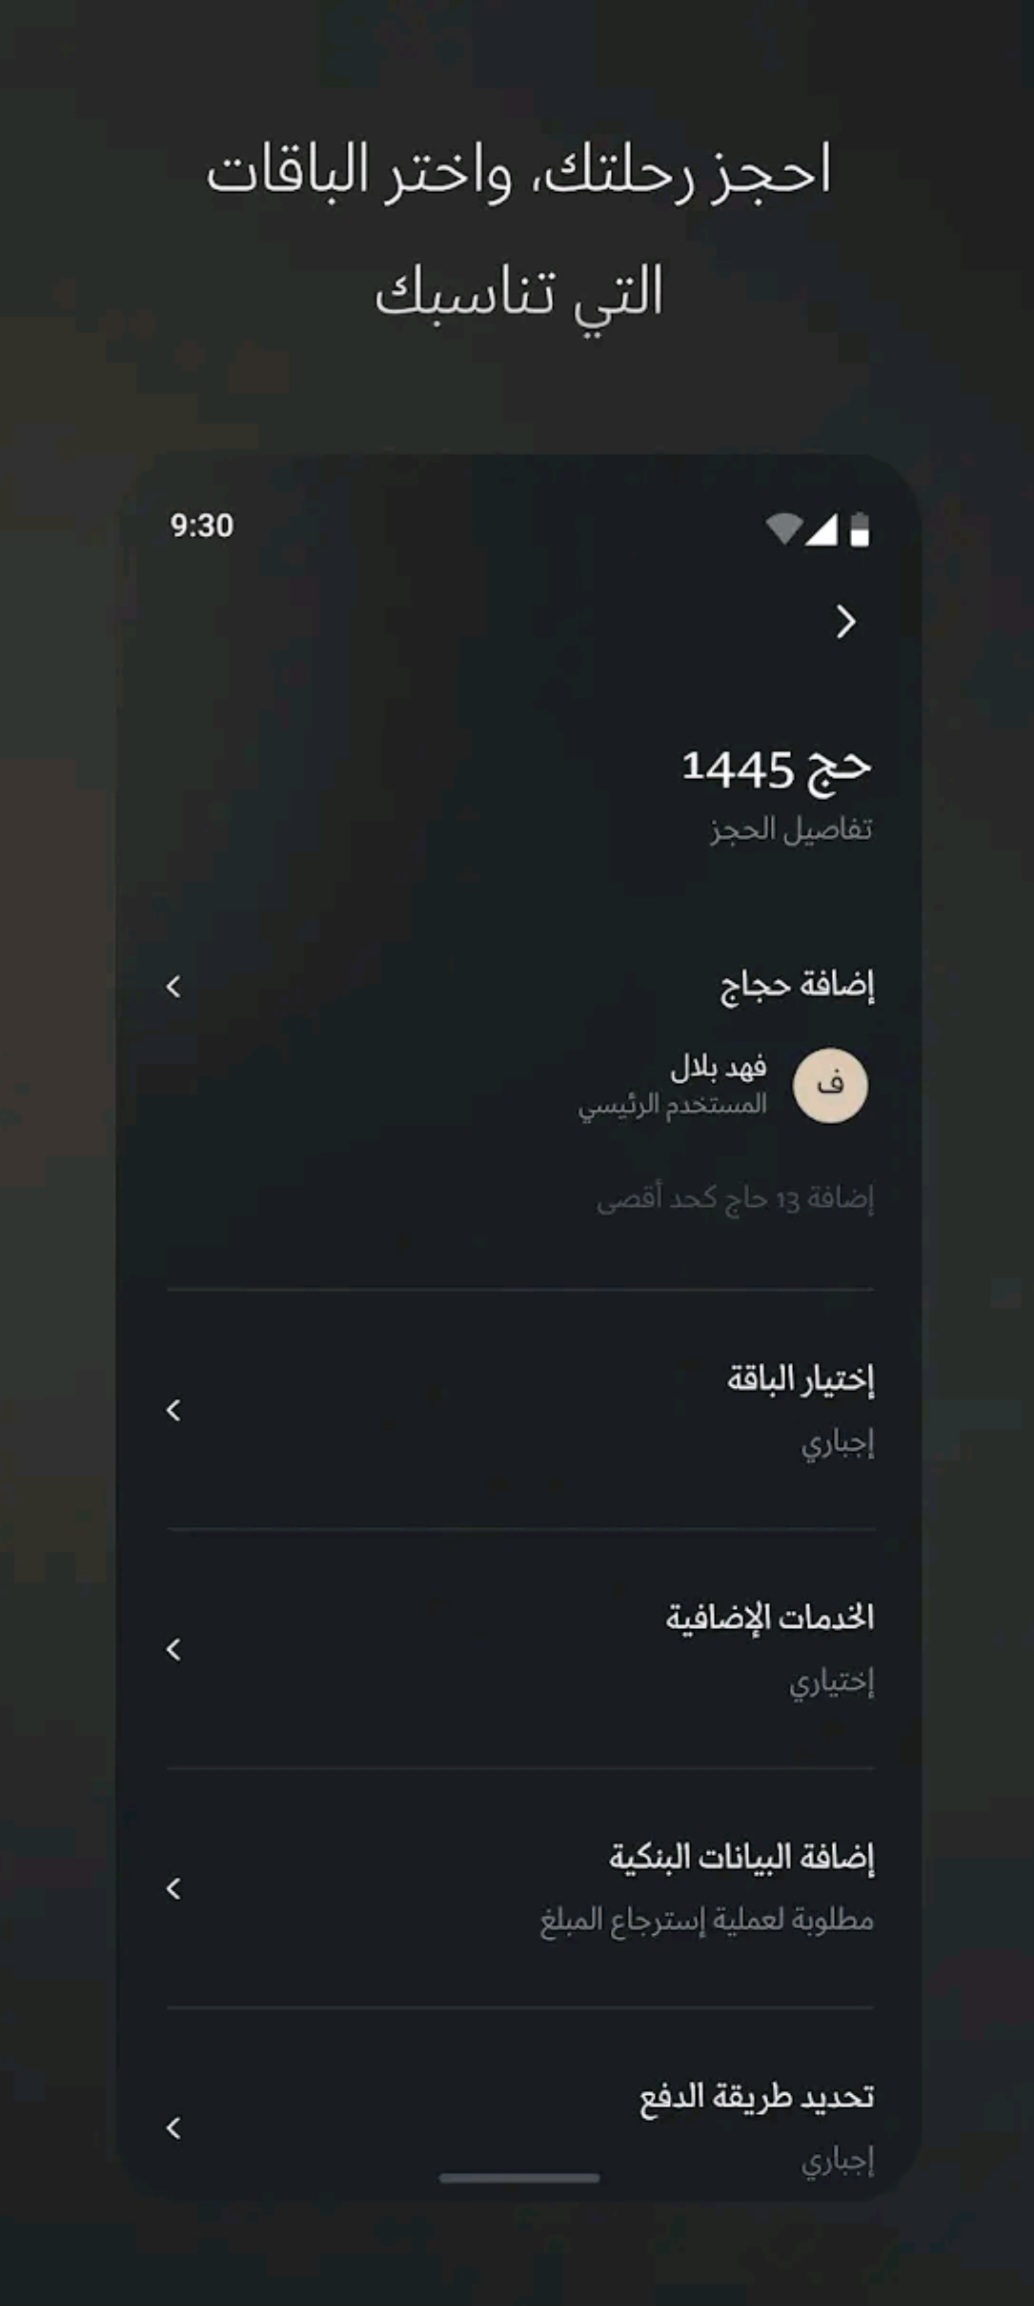 احجز رحلتك، واختر الباقات
التي تناسبك
9:30
حج 1445
تفاصيل الحجز
إضافة حجاج
ف
فهد بلال
المستخدم الرئيسي
إضافة 13 حاج كحد أقصى
إختيار الباقة
إجباري
الخدمات الإضافية
إختياري
إضافة البيانات البنكية
مطلوبة لعملية إسترجاع المبلغ
تحديد طريقة الدفع
إجباري